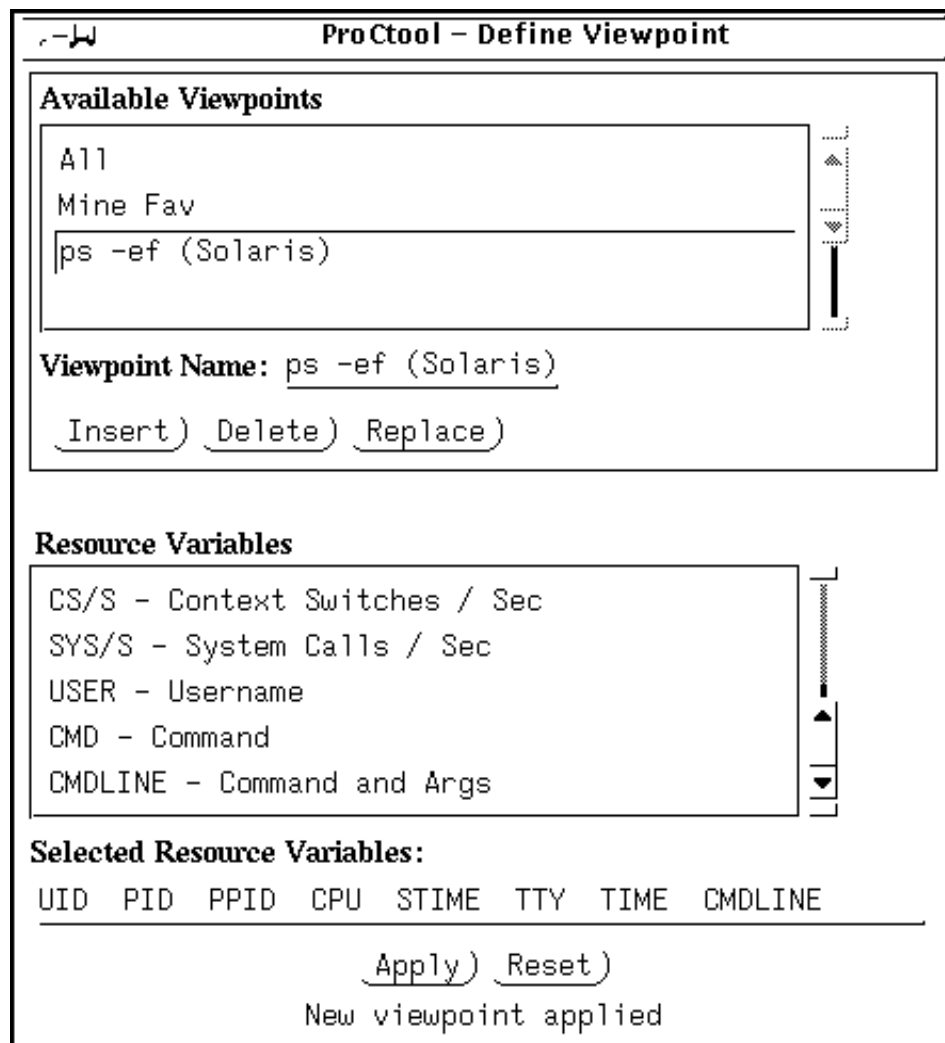 ProCtool – Define Viewpoint
Available Viewpoints
All
Mine Fav
ps -ef (Solaris)
Viewpoint Name: ps -ef (Solaris)
Insert Delete Replace
Resource Variables
CS/S - Context Switches / Sec
SYS/S - System Calls / Sec
USER - Username
CMD - Command
CMDLINE - Command and Args
Selected Resource Variables:
UID PID PPID CPU STIME TTY TIME CMDLINE
Apply Reset
New viewpoint applied